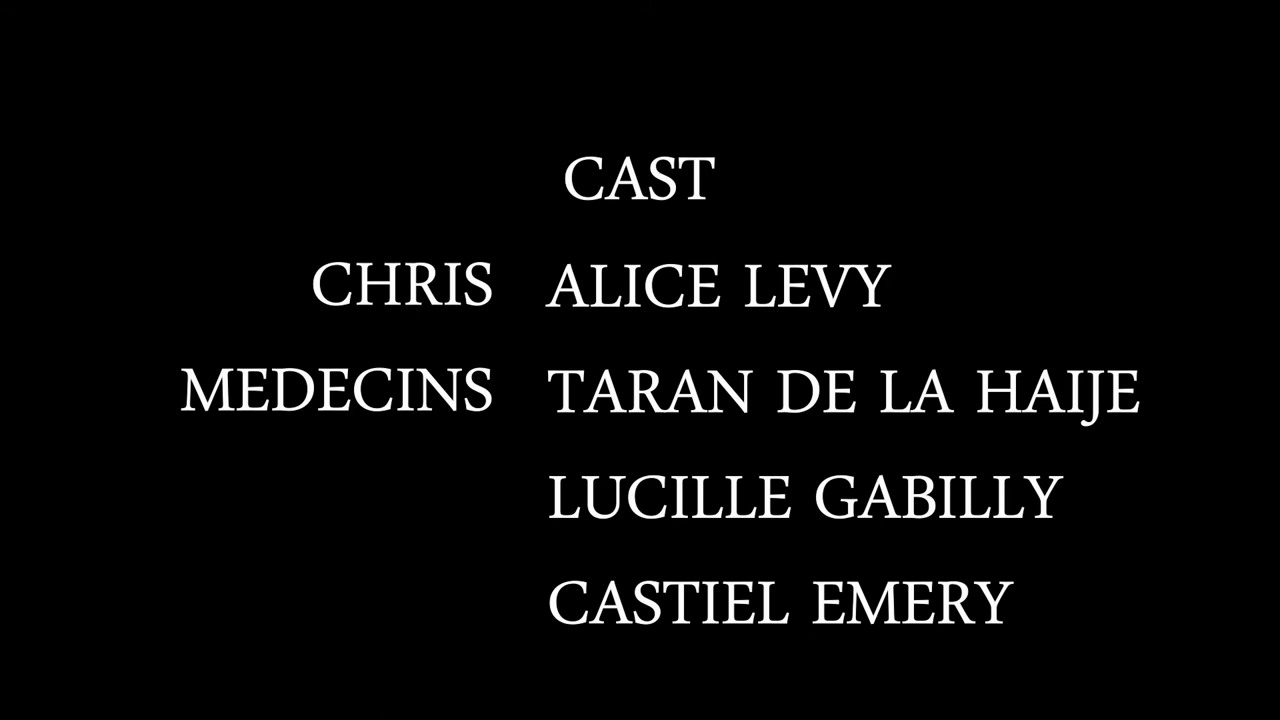 CAST
CHRIS ALICE LEVY
MEDECINS TARAN DE LA HAIJE
LUCILLE GABILLY
CASTIEL EMERY